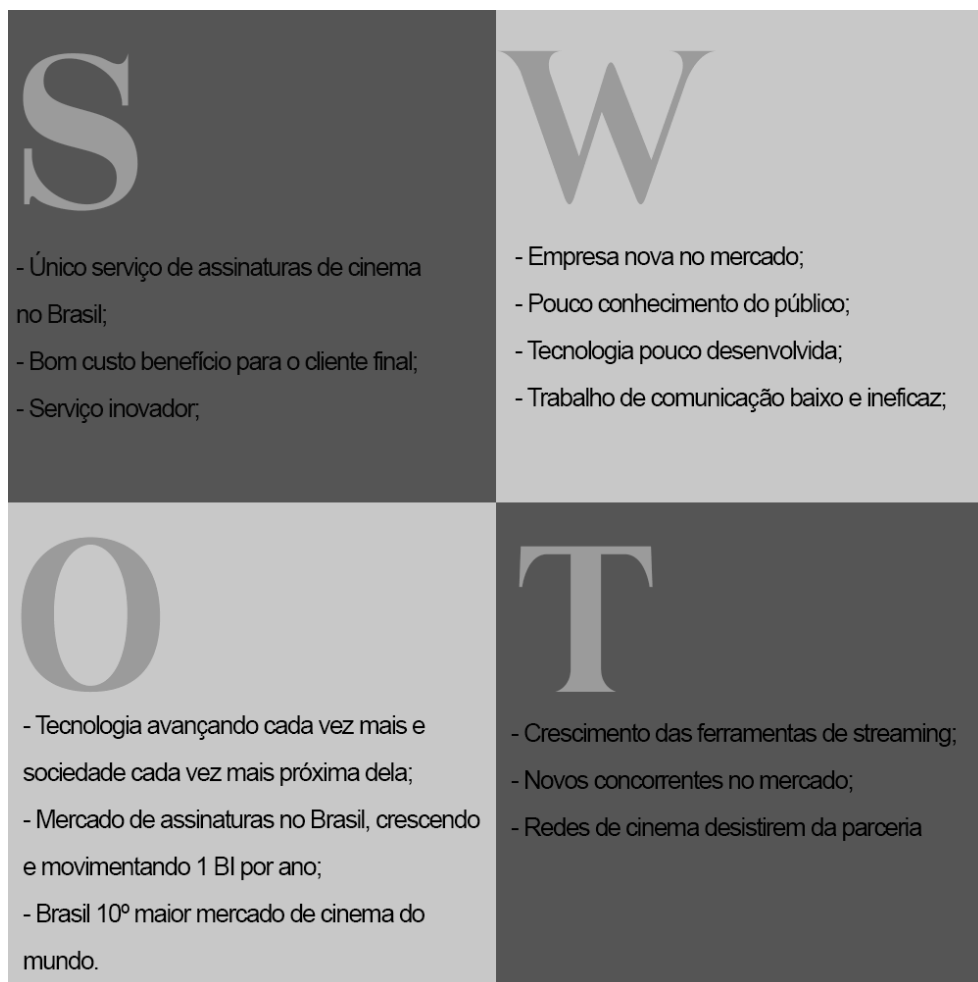 S
- Único serviço de assinaturas de cinema
no Brasil;
- Bom custo benefício para o cliente final;
- Serviço inovador;
W
- Empresa nova no mercado;
- Pouco conhecimento do público;
- Tecnologia pouco desenvolvida;
- Trabalho de comunicação baixo e ineficaz;
O
- Tecnologia avançando cada vez mais e
sociedade cada vez mais próxima dela;
- Mercado de assinaturas no Brasil, crescendo
e movimentando 1 BI por ano;
- Brasil 10º maior mercado de cinema do
mundo.
T
- Crescimento das ferramentas de streaming;
- Novos concorrentes no mercado;
- Redes de cinema desistirem da parceria